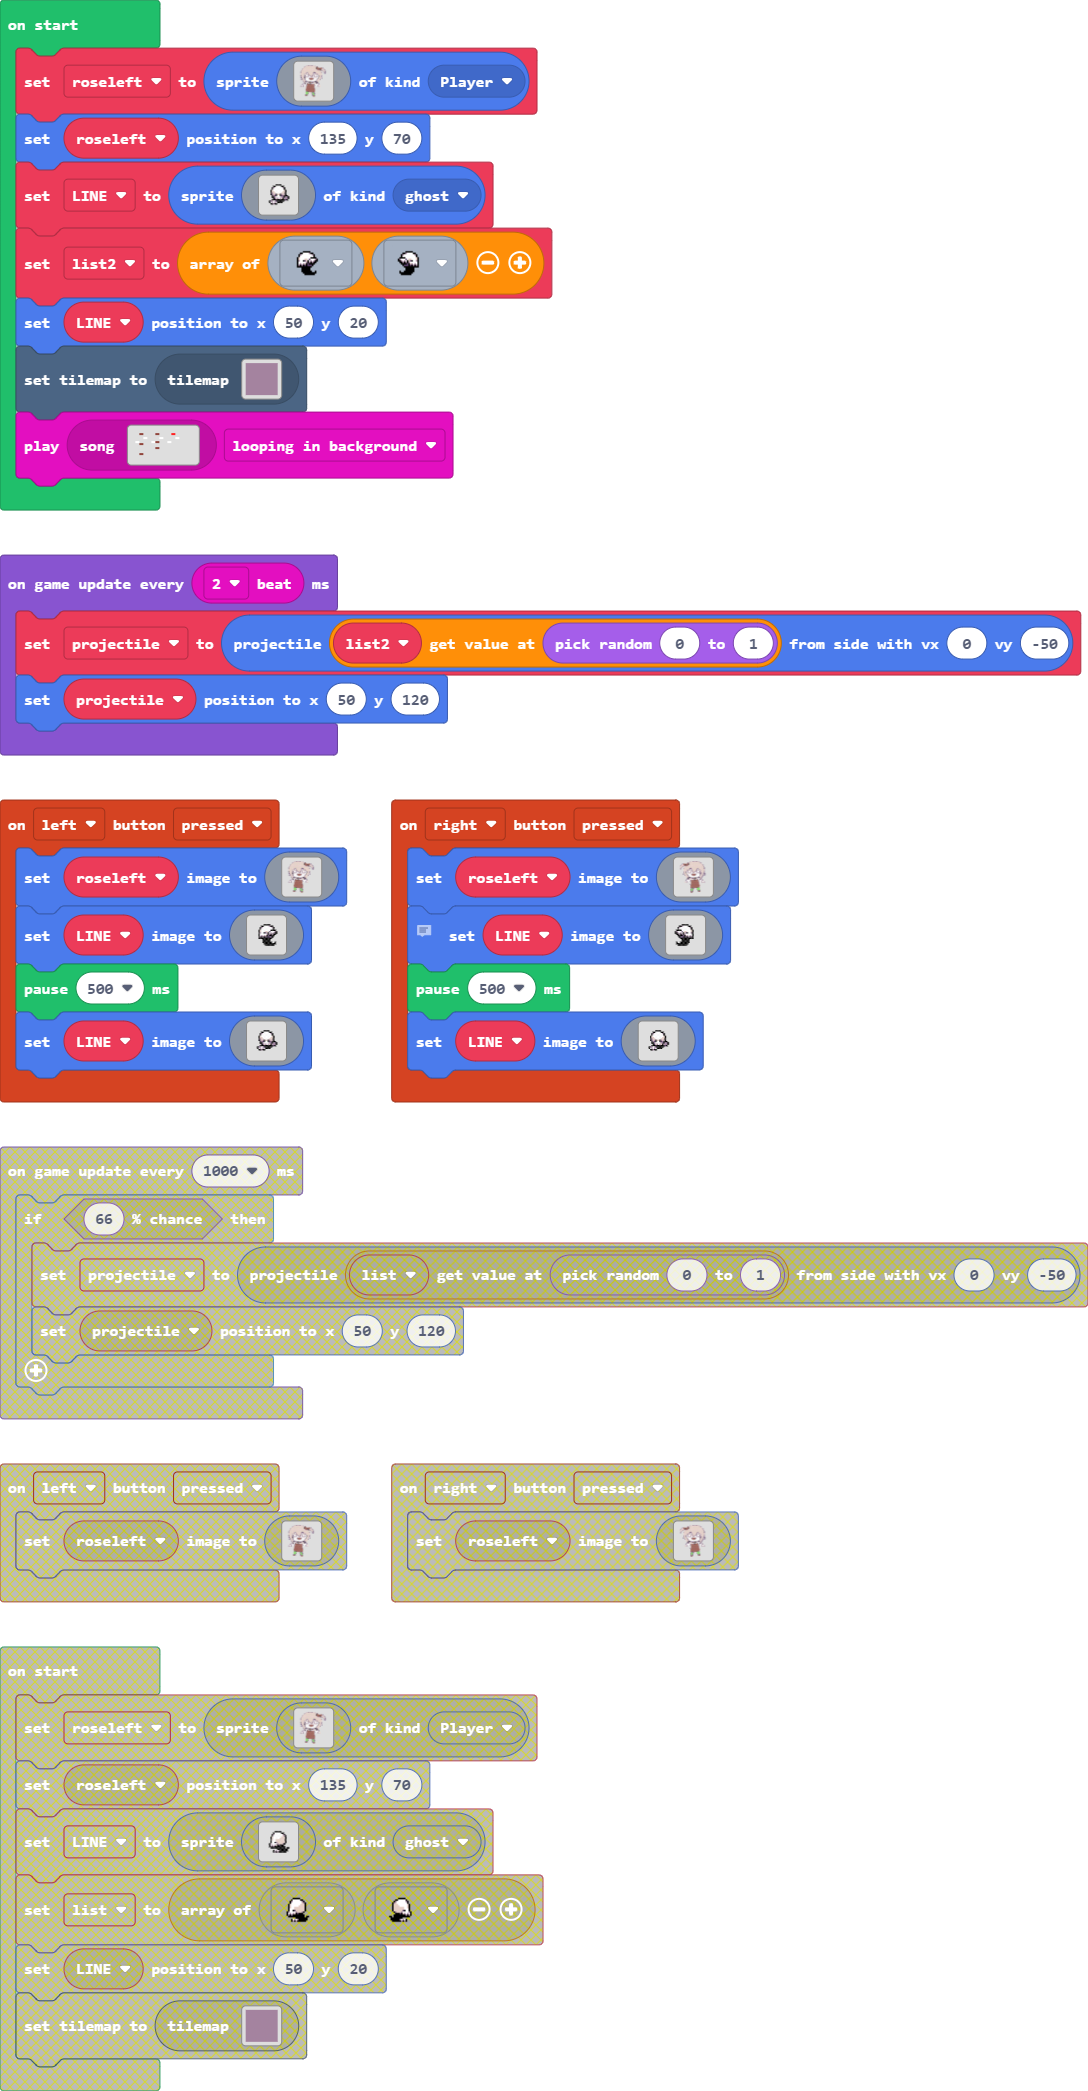 on start
set roseleft to sprite of kind Player
set roseleft position to x 135 y 70
set LINE to sprite of kind ghost
set list2 to array of
set LINE position to x 50 y 20
set tilemap to tilemap
play song looping in background
on game update every 2 beat ms
set projectile to projectile list2 get value at pick random 0 to 1 from side with vx 0 vy -50
set projectile position to x 50 y 120
on left button pressed
set roseleft image to
set LINE image to
pause 500 ms
set LINE image to
on right button pressed
set roseleft image to
set LINE image to
pause 500 ms
set LINE image to
on game update every 1000 ms
if 66 % chance then
set projectile to projectile list get value at pick random 0 to 1 from side with vx 0 vy -50
set projectile position to x 50 y 120
on left button pressed
set roseleft image to
on right button pressed
set roseleft image to
on start
set roseleft to sprite of kind Player
set roseleft position to x 135 y 70
set LINE to sprite of kind ghost
set list to array of
set LINE position to x 50 y 20
set tilemap to tilemap